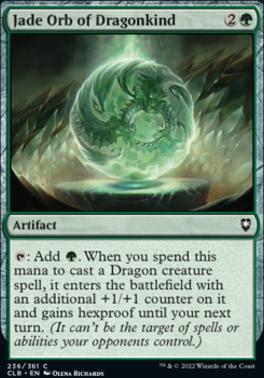 Jade Orb of Dragonkind 2
Artifact
: Add . When you spend this
mana to cast a Dragon creature
spell, it enters the battlefield with
an additional +1/+1 counter on it
and gains hexproof until your next
turn. (It can't be the target of spells or
abilities your opponents control.)
236/361 C
CLB • EN Olena Richards
™ & © 2022 Wizards of the Coast